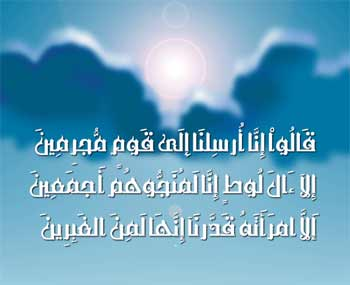 قَالُوٓا۟ إِنَّآ أُرْسِلْنَآ إِلَىٰ قَوْمٍ مُّجْرِمِينَ
إِلَّآ ءَالَ لُوطٍ إِنَّا لَمُنَجُّوهُمْ أَجْمَعِينَ
إِلَّا ٱمْرَأَتَهُۥ قَدَّرْنَآ إِنَّهَا لَمِنَ ٱلْغَٰبِرِينَ